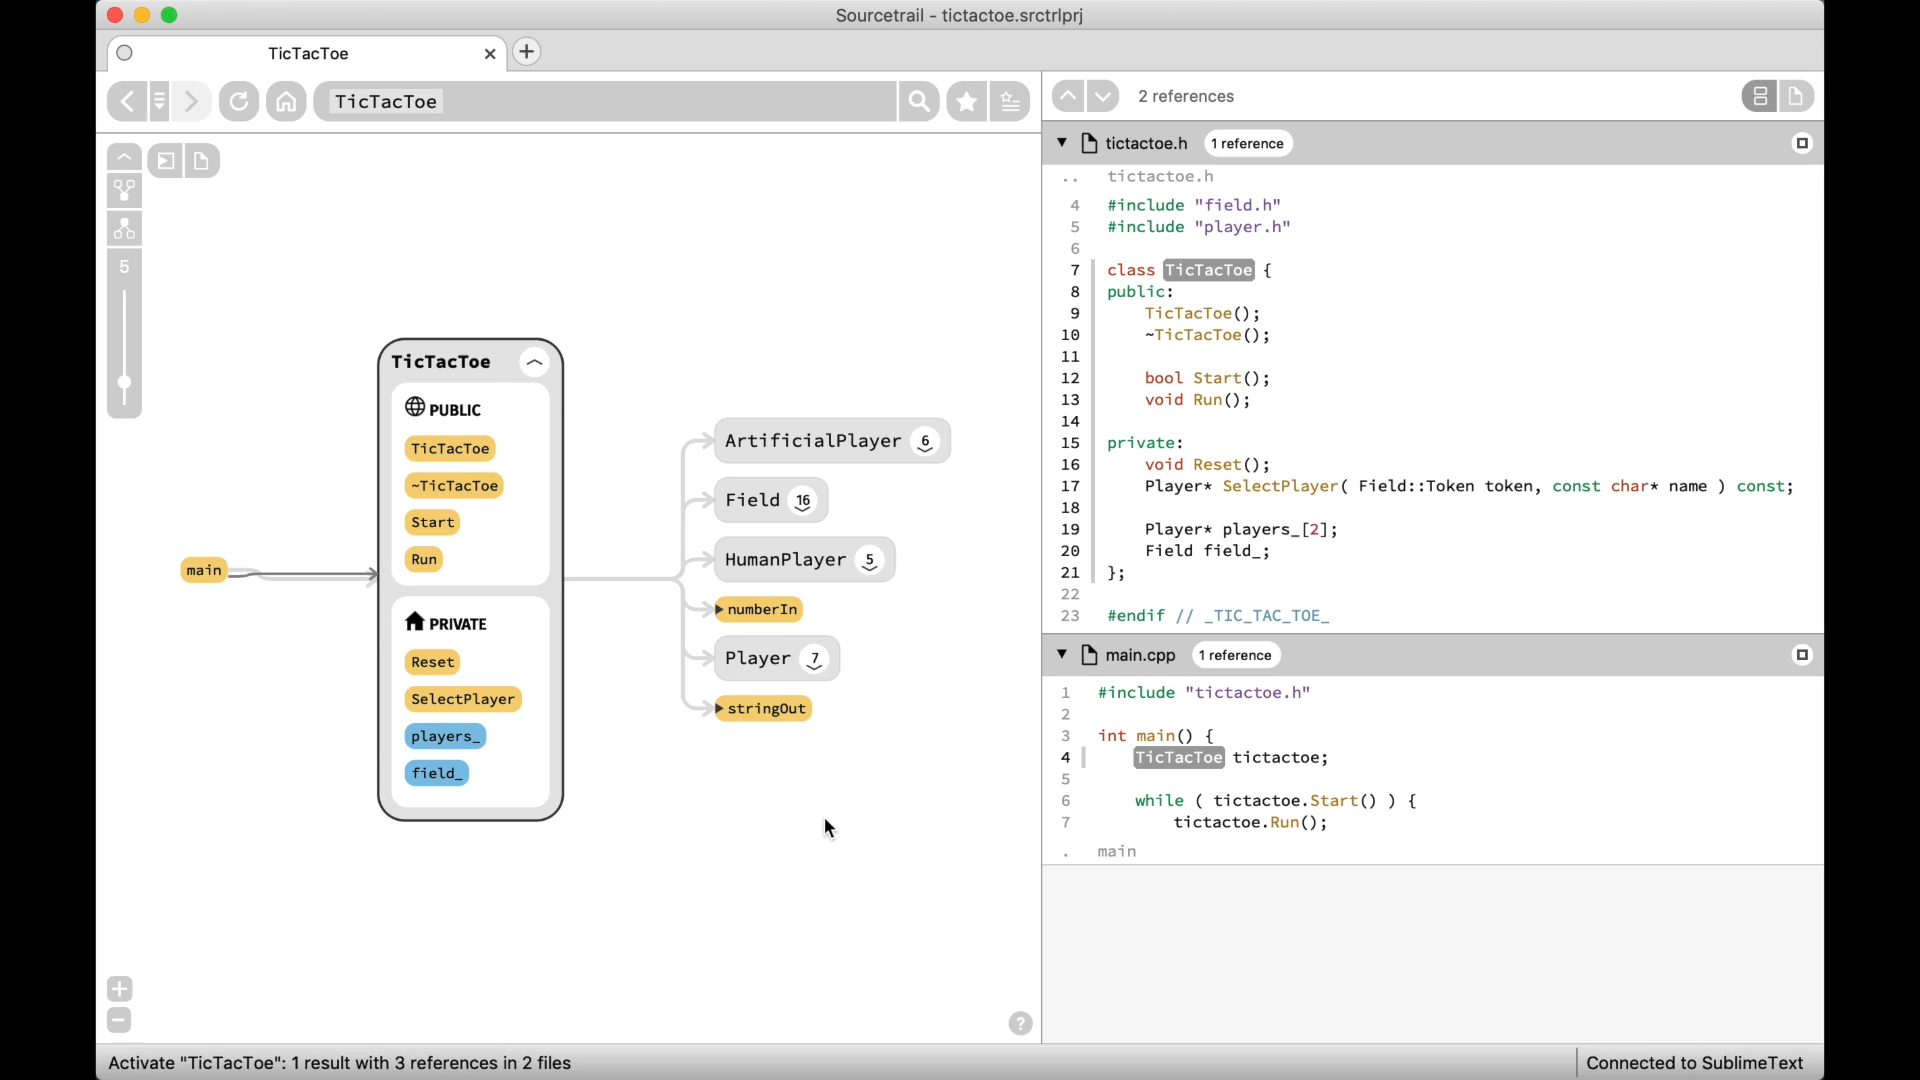 Sourcetrail - tictactoe.srctrlprj
TicTacToe
TicTacToe
2 references
5
TicTacToe
PUBLIC
TicTacToe
~TicTacToe
Start
Run
PRIVATE
Reset
SelectPlayer
players_
field_
main
ArtificialPlayer 6
Field 16
HumanPlayer 5
numberIn
Player 7
stringOut
?
tictactoe.h 1 reference
.. tictactoe.h
4 #include "field.h"
5 #include "player.h"
6
7 class TicTacToe {
8 public:
9 TicTacToe();
10 ~TicTacToe();
11
12 bool Start();
13 void Run();
14
15 private:
16 void Reset();
17 Player* SelectPlayer( Field::Token token, const char* name ) const;
18
19 Player* players_[2];
20 Field field_;
21 };
22
23 #endif // _TIC_TAC_TOE_
main.cpp 1 reference
1 #include "tictactoe.h"
2
3 int main() {
4 TicTacToe tictactoe;
5
6 while ( tictactoe.Start() ) {
7 tictactoe.Run();
. main
Activate "TicTacToe": 1 result with 3 references in 2 files
Connected to SublimeText